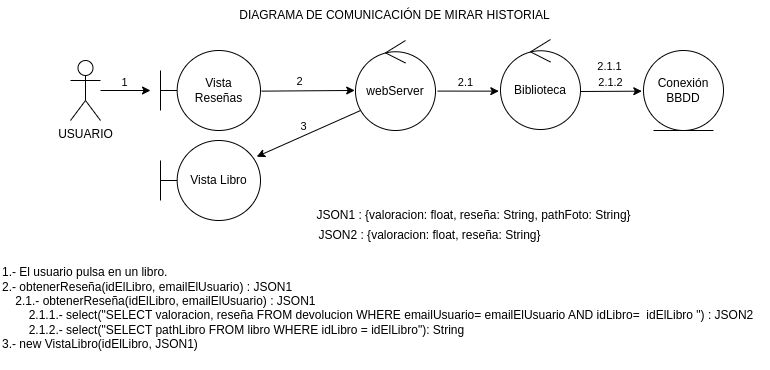 DIAGRAMA DE COMUNICACIÓN DE MIRAR HISTORIAL
1
Vista
Reseñas
2
webServer
2.1
Biblioteca
2.1.1
2.1.2
Conexión
BBDD
USUARIO
3
Vista Libro
JSON1 : {valoracion: float, reseña: String, pathFoto: String}
JSON2 : {valoracion: float, reseña: String}
1.- El usuario pulsa en un libro.
2.- obtenerReseña(idElLibro, emailElUsuario) : JSON1
2.1.- obtenerReseña(idElLibro, emailElUsuario) : JSON1
2.1.1.- select("SELECT valoracion, reseña FROM devolucion WHERE emailUsuario= emailElUsuario AND idLibro= idElLibro ") : JSON2
2.1.2.- select("SELECT pathLibro FROM libro WHERE idLibro = idElLibro"): String
3.- new VistaLibro(idElLibro, JSON1)